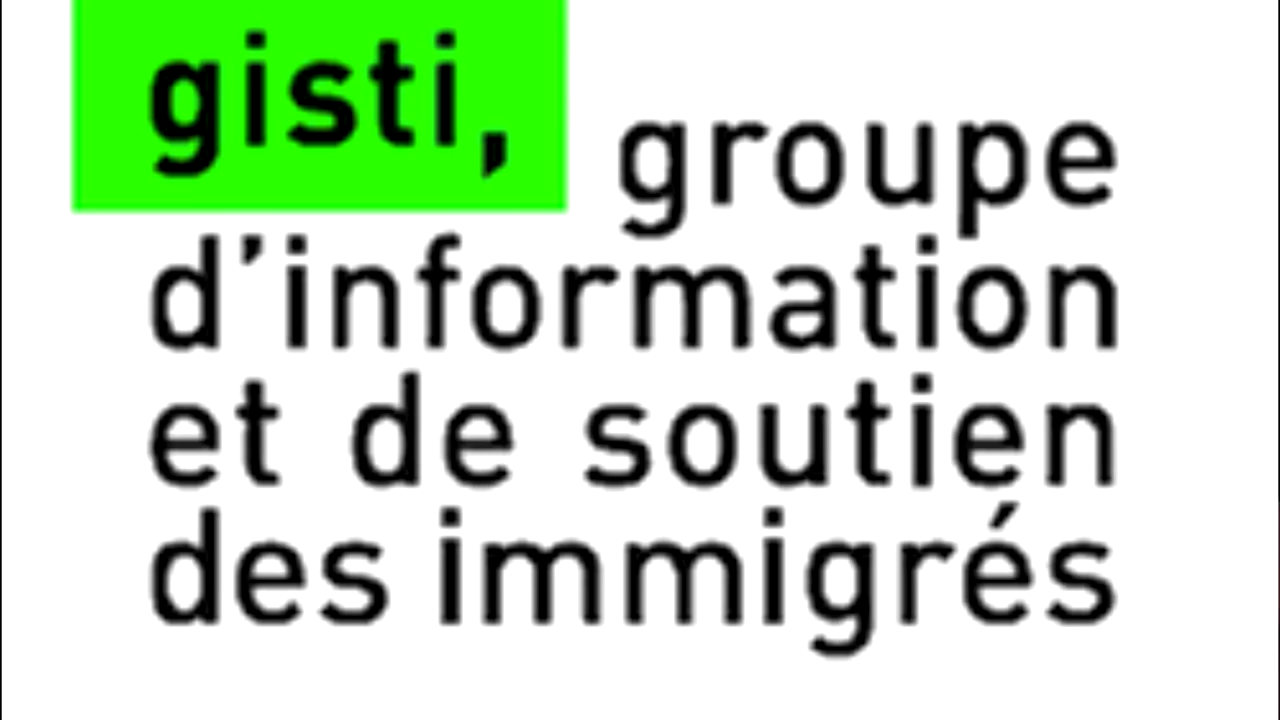 gisti, groupe
d’information
et de soutien
des immigrés